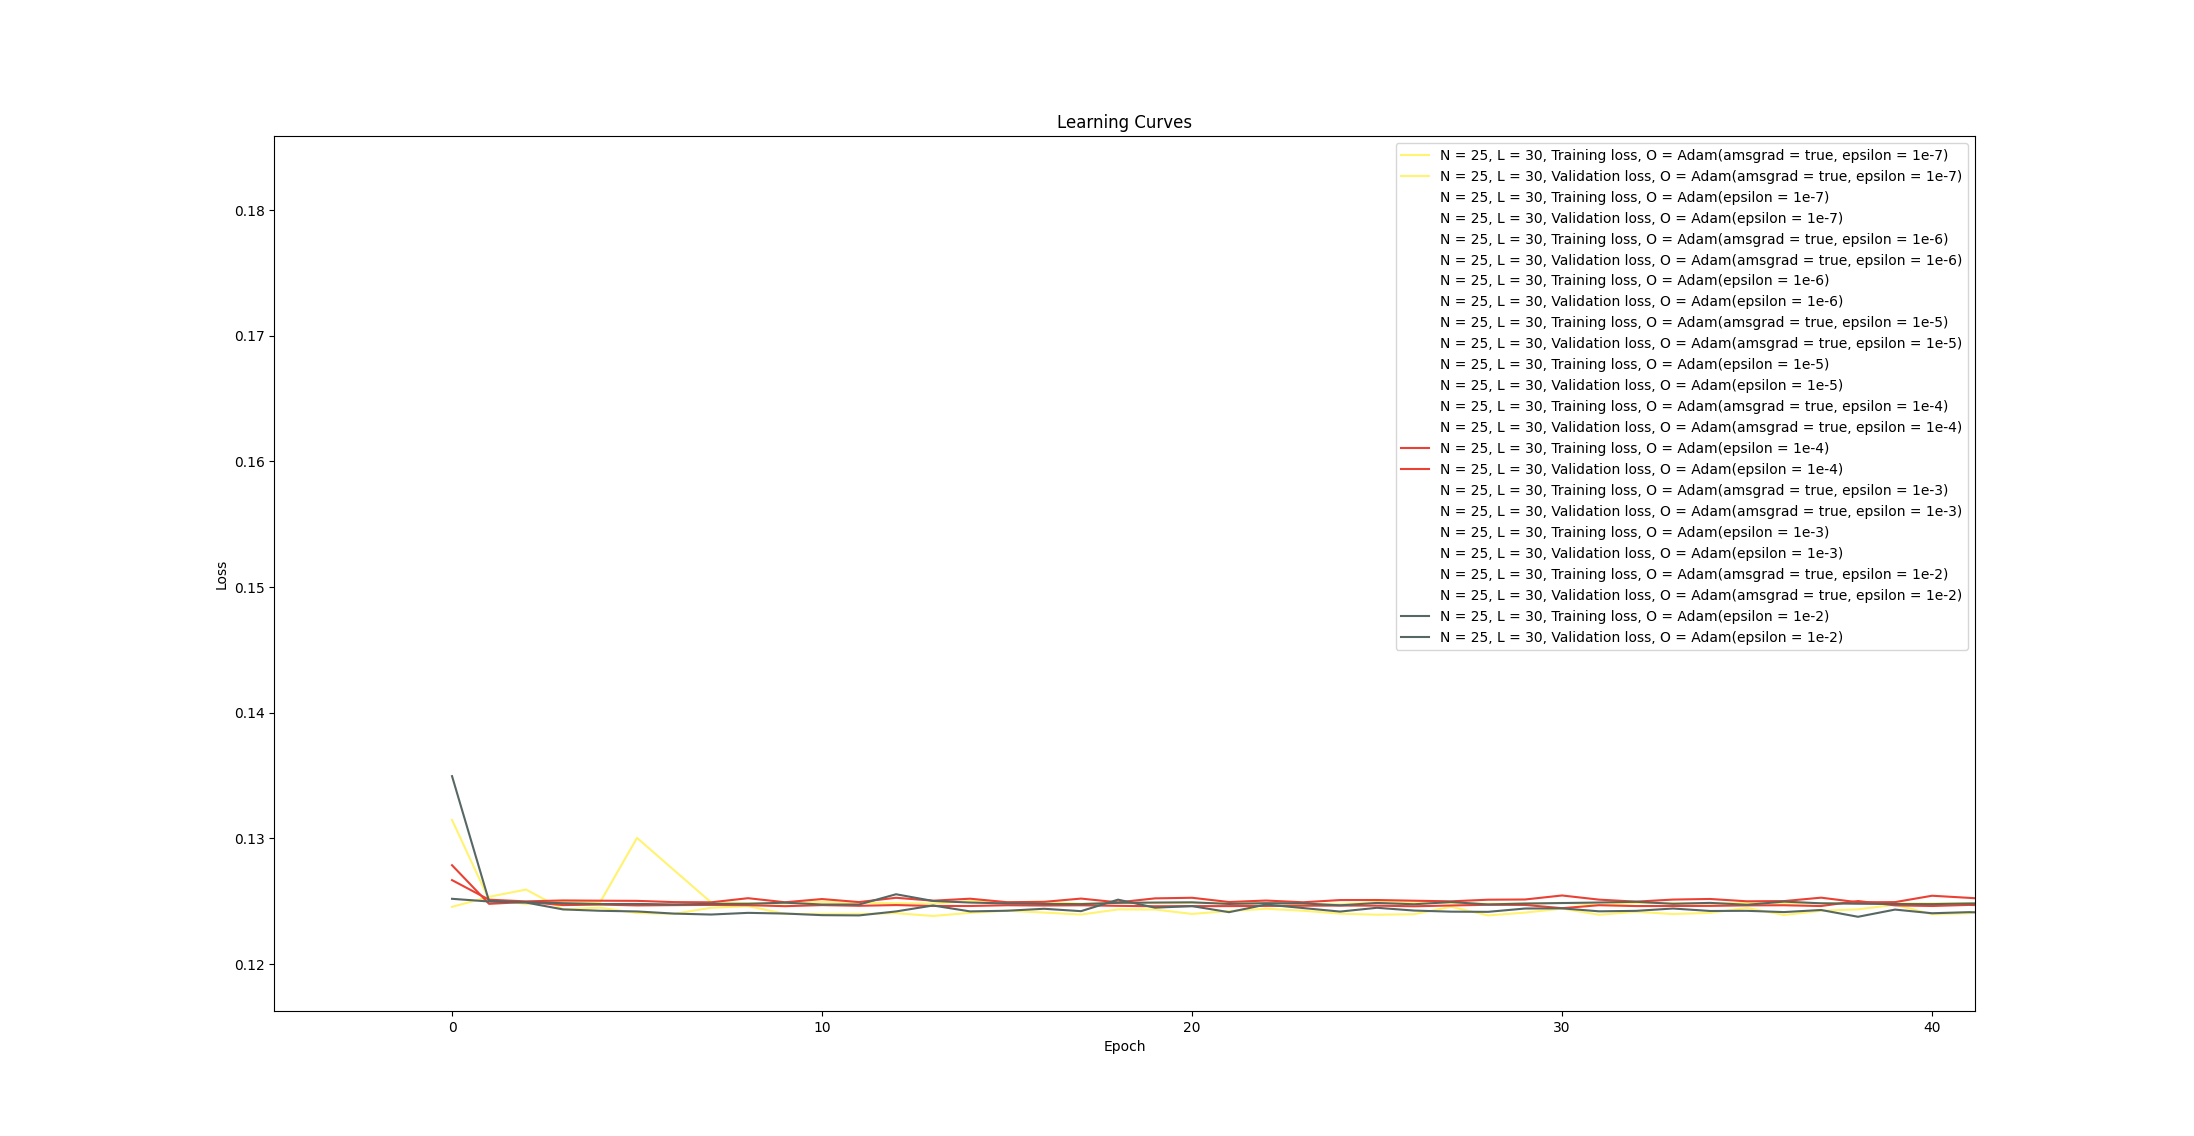 Learning Curves
N = 25, L = 30, Training loss, O = Adam(amsgrad = true, epsilon = 1e-7)
N = 25, L = 30, Validation loss, O = Adam(amsgrad = true, epsilon = 1e-7)
N = 25, L = 30, Training loss, O = Adam(epsilon = 1e-7)
N = 25, L = 30, Validation loss, O = Adam(epsilon = 1e-7)
N = 25, L = 30, Training loss, O = Adam(amsgrad = true, epsilon = 1e-6)
N = 25, L = 30, Validation loss, O = Adam(amsgrad = true, epsilon = 1e-6)
N = 25, L = 30, Training loss, O = Adam(epsilon = 1e-6)
N = 25, L = 30, Validation loss, O = Adam(epsilon = 1e-6)
N = 25, L = 30, Training loss, O = Adam(amsgrad = true, epsilon = 1e-5)
N = 25, L = 30, Validation loss, O = Adam(amsgrad = true, epsilon = 1e-5)
N = 25, L = 30, Training loss, O = Adam(epsilon = 1e-5)
N = 25, L = 30, Validation loss, O = Adam(epsilon = 1e-5)
N = 25, L = 30, Training loss, O = Adam(amsgrad = true, epsilon = 1e-4)
N = 25, L = 30, Validation loss, O = Adam(amsgrad = true, epsilon = 1e-4)
N = 25, L = 30, Training loss, O = Adam(epsilon = 1e-4)
N = 25, L = 30, Validation loss, O = Adam(epsilon = 1e-4)
N = 25, L = 30, Training loss, O = Adam(amsgrad = true, epsilon = 1e-3)
N = 25, L = 30, Validation loss, O = Adam(amsgrad = true, epsilon = 1e-3)
N = 25, L = 30, Training loss, O = Adam(epsilon = 1e-3)
N = 25, L = 30, Validation loss, O = Adam(epsilon = 1e-3)
N = 25, L = 30, Training loss, O = Adam(amsgrad = true, epsilon = 1e-2)
N = 25, L = 30, Validation loss, O = Adam(amsgrad = true, epsilon = 1e-2)
N = 25, L = 30, Training loss, O = Adam(epsilon = 1e-2)
N = 25, L = 30, Validation loss, O = Adam(epsilon = 1e-2)
0.18
0.17
0.16
0.15
0.14
0.13
0.12
Loss
0 10 20 30 40
Epoch